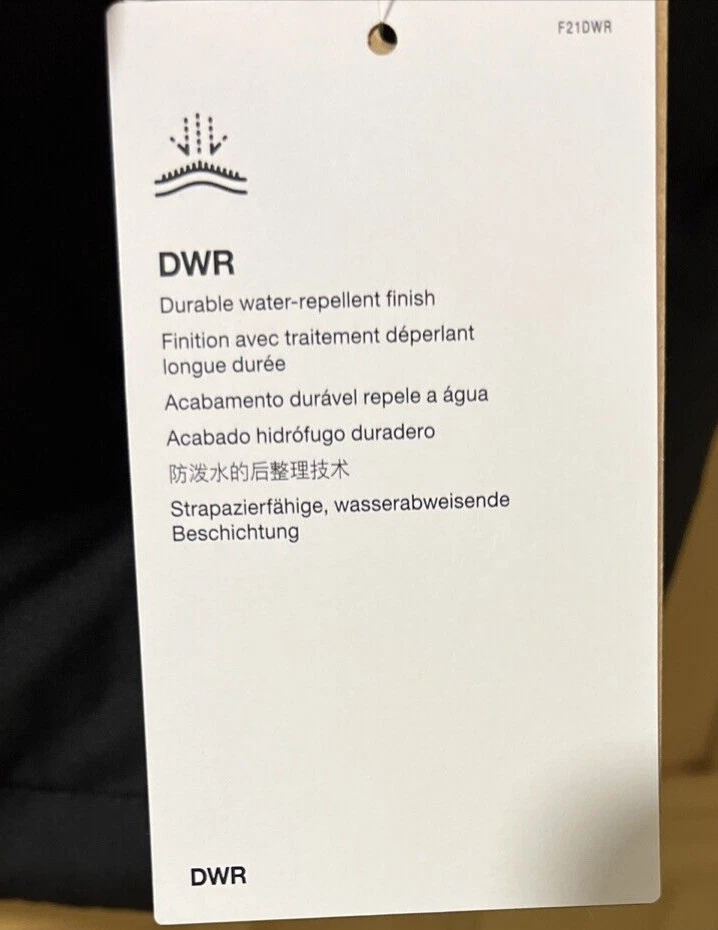 F21DWR
DWR
Durable water-repellent finish
Finition avec traitement déperlant
longue durée
Acabamento durável repele a água
Acabado hidrófugo duradero
防泼水的后整理技术
Strapazierfähige, wasserabweisende
Beschichtung
DWR